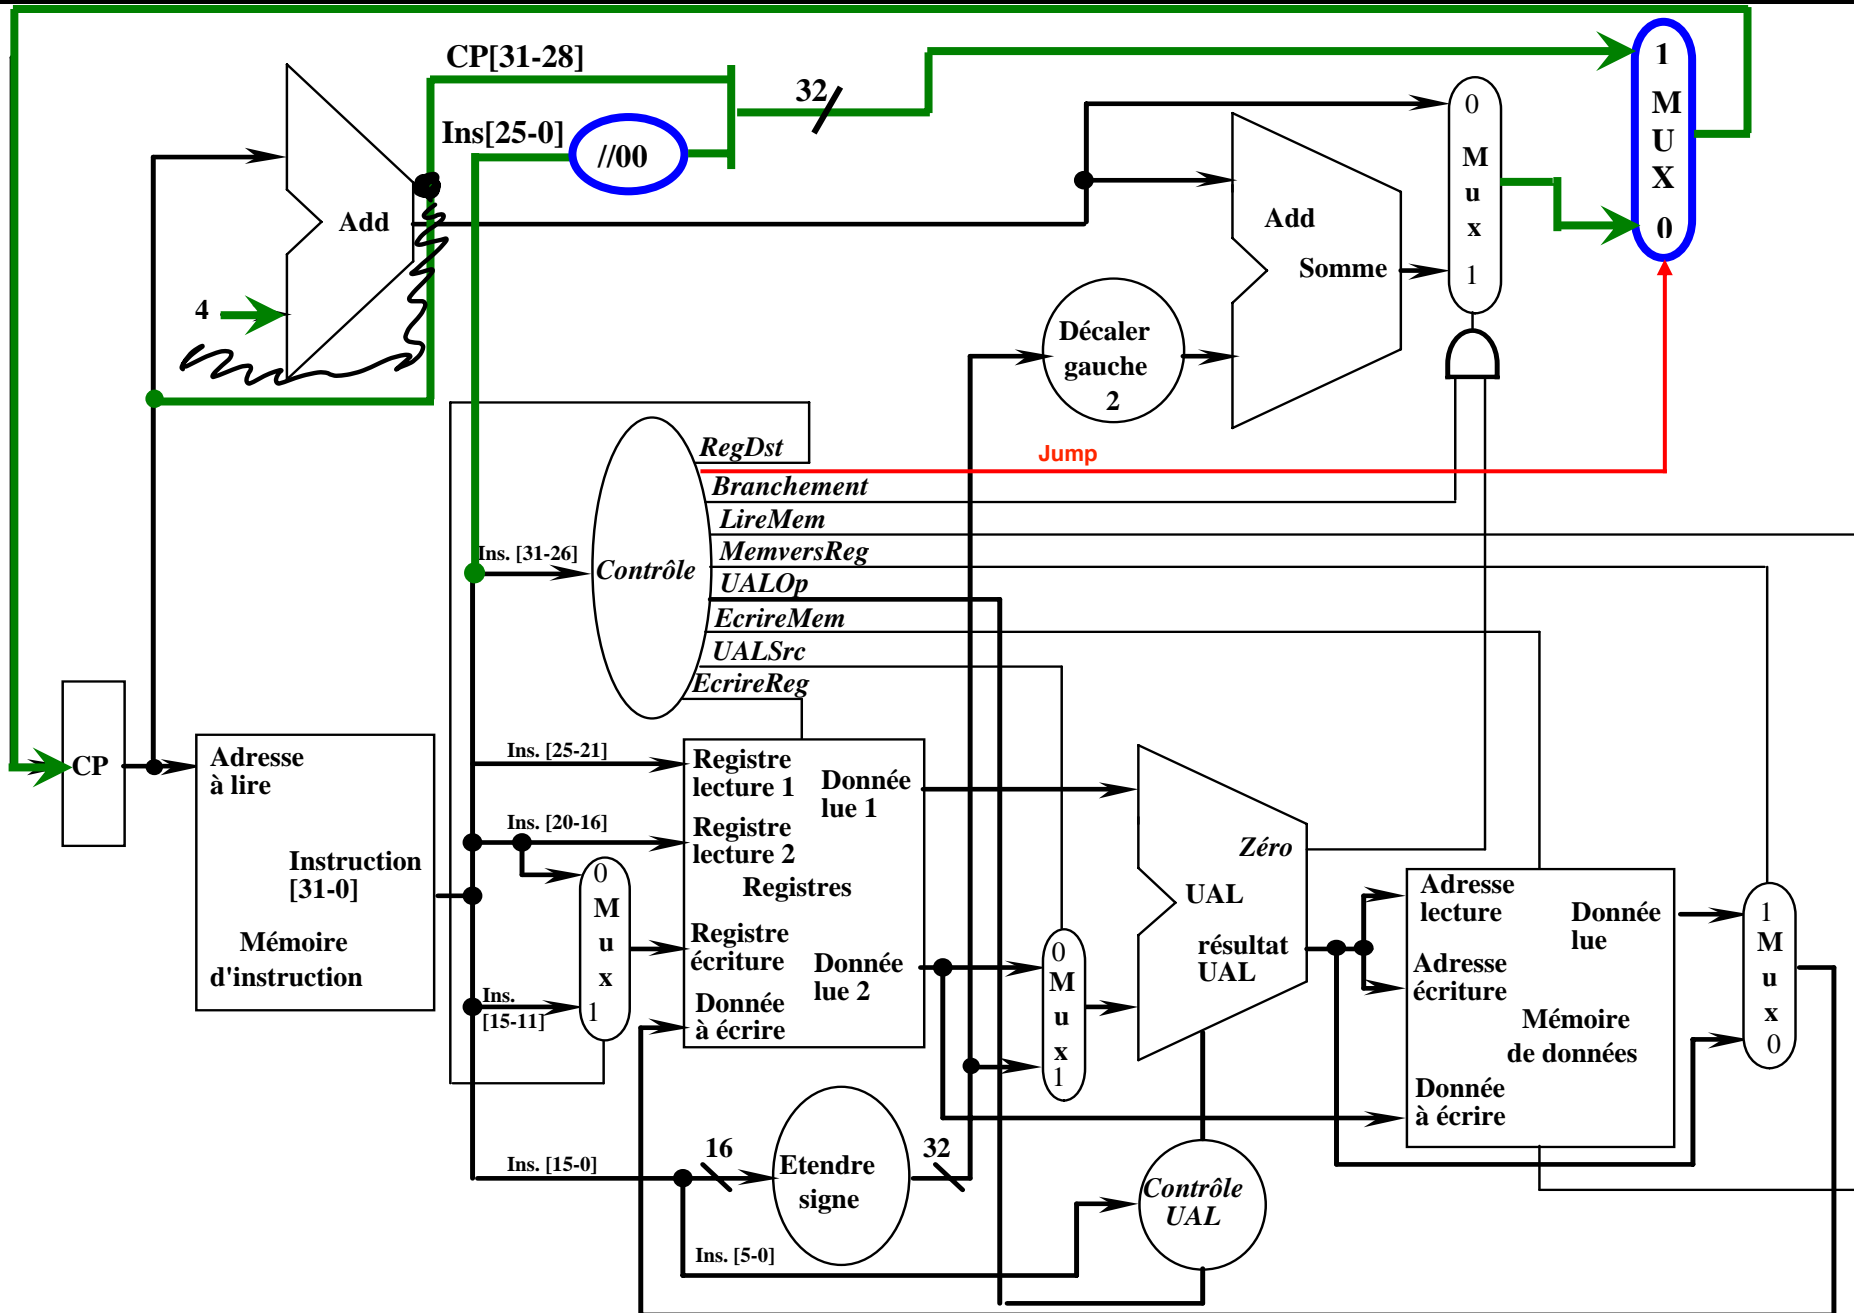 CP[31-28]
Ins[25-0]
//00
32
1
M
U
X
0
0
M
u
x
1
Add
4
Add
Somme
Décaler
gauche
2
RegDst
Jump
Branchement
LireMem
MemversReg
UALOp
EcrireMem
UALSrc
EcrireReg
Ins. [31-26]
Contrôle
CP
Adresse
à lire
Instruction
[31-0]
Mémoire
d'instruction
Ins. [25-21]
Ins. [20-16]
0
M
u
x
1
Ins.
[15-11]
Registre
lecture 1
Registre
lecture 2
Registres
Registre
écriture
Donnée
à écrire
Donnée
lue 1
Donnée
lue 2
0
M
u
x
1
Zéro
UAL
résultat
UAL
Adresse
lecture
Adresse
écriture
Donnée
lue
Mémoire
de données
Donnée
à écrire
1
M
u
x
0
Ins. [15-0]
16
Etendre
signe
32
Contrôle
UAL
Ins. [5-0]